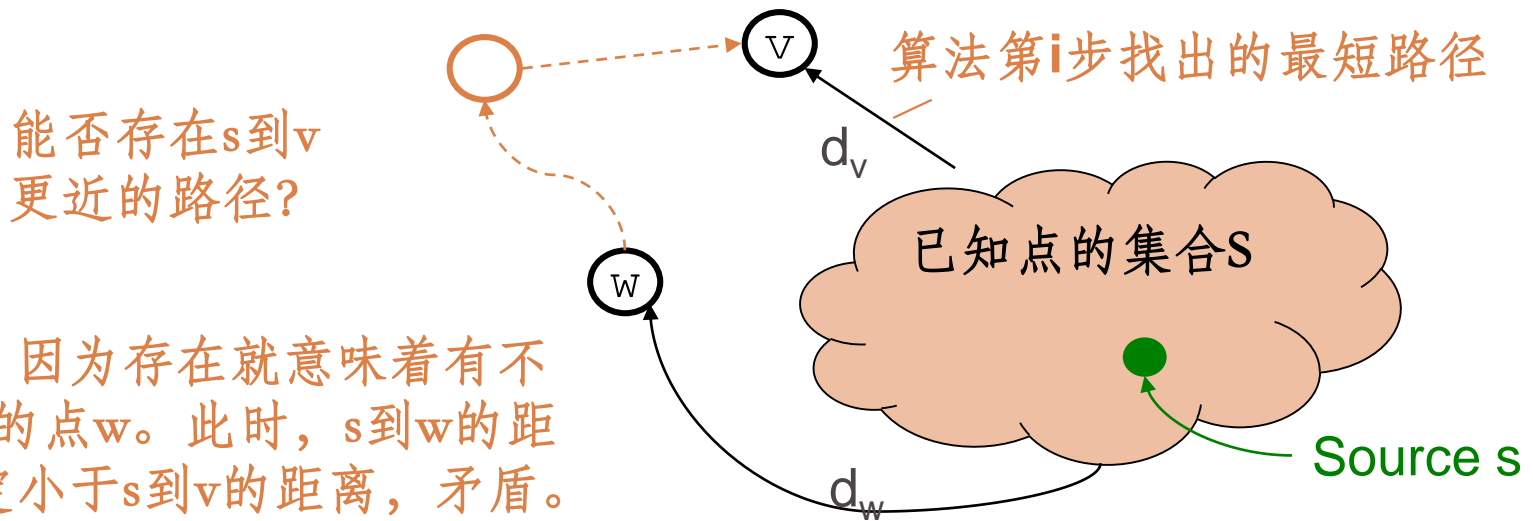 v
算法第i步找出的最短路径
能否存在s到v
更近的路径?
dv
已知点的集合S
w
因为存在就意味着有不
的点w。此时，s到w的距
小于s到v的距离，矛盾。
Source s
dw